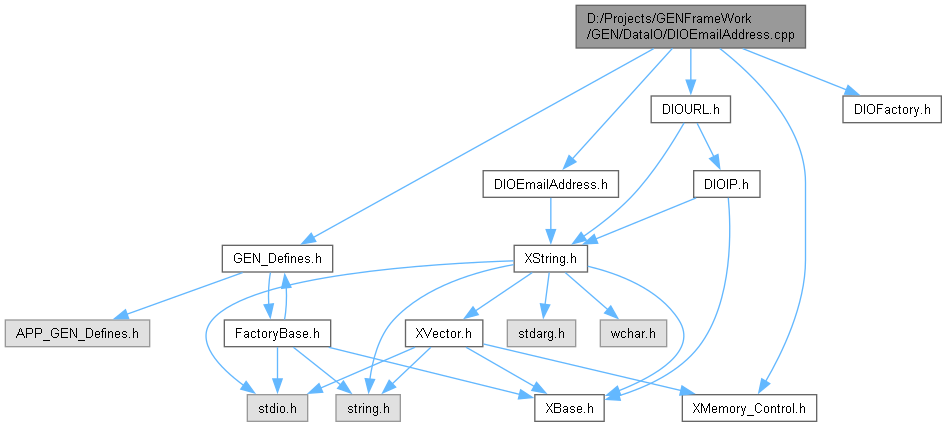 D:/Projects/GENFrameWork
/GEN/DataIO/DIOEmailAddress.cpp
DIOURL.h
DIOFactory.h
DIOEmailAddress.h
DIOIP.h
GEN_Defines.h
XString.h
APP_GEN_Defines.h
FactoryBase.h
XVector.h
stdarg.h
wchar.h
stdio.h
string.h
XBase.h
XMemory_Control.h